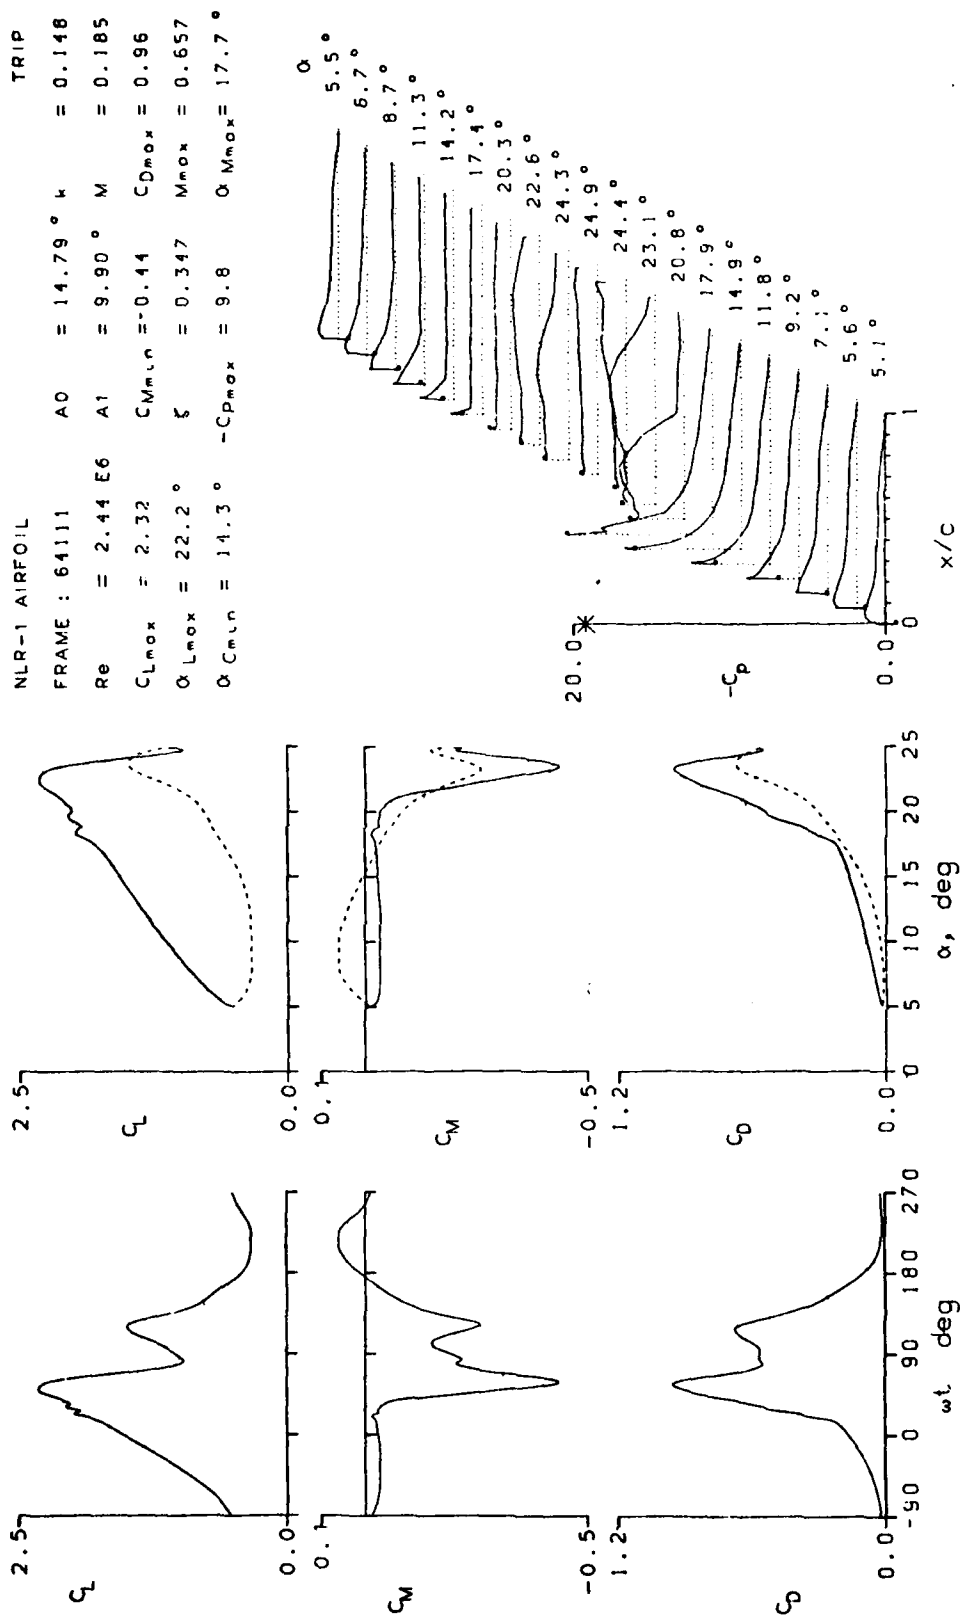 NLR-1 AIRFOIL TRIP
FRAME : 64111 A0 = 14.79 ° k = 0.148
Re = 2.44 E6 A1 = 9.90 ° M = 0.185
CLmax = 2.32 CMmin =-0.44 CDmax = 0.96
αLmax = 22.2 ° ζ = 0.347 Mmax = 0.657
αCmin = 14.3 ° -Cpmax = 9.8 αMmax = 17.7 °
2.5
CL
0.0
0.1
CM
-0.5
1.2
CD
0.0
-90 0 90 180 270
ωt, deg
2.5
CL
0.0
0.1
CM
-0.5
1.2
CD
0.0
0 5 10 15 20 25
α, deg
α
5.5 °
6.7 °
8.7 °
11.3 °
14.2 °
17.4 °
20.3 °
22.6 °
24.3 °
24.9 °
24.4 °
23.1 °
20.8 °
17.9 °
14.9 °
11.8 °
9.2 °
7.1 °
5.6 °
5.1 °
20.0
-Cp
0.0
0 1
x/c